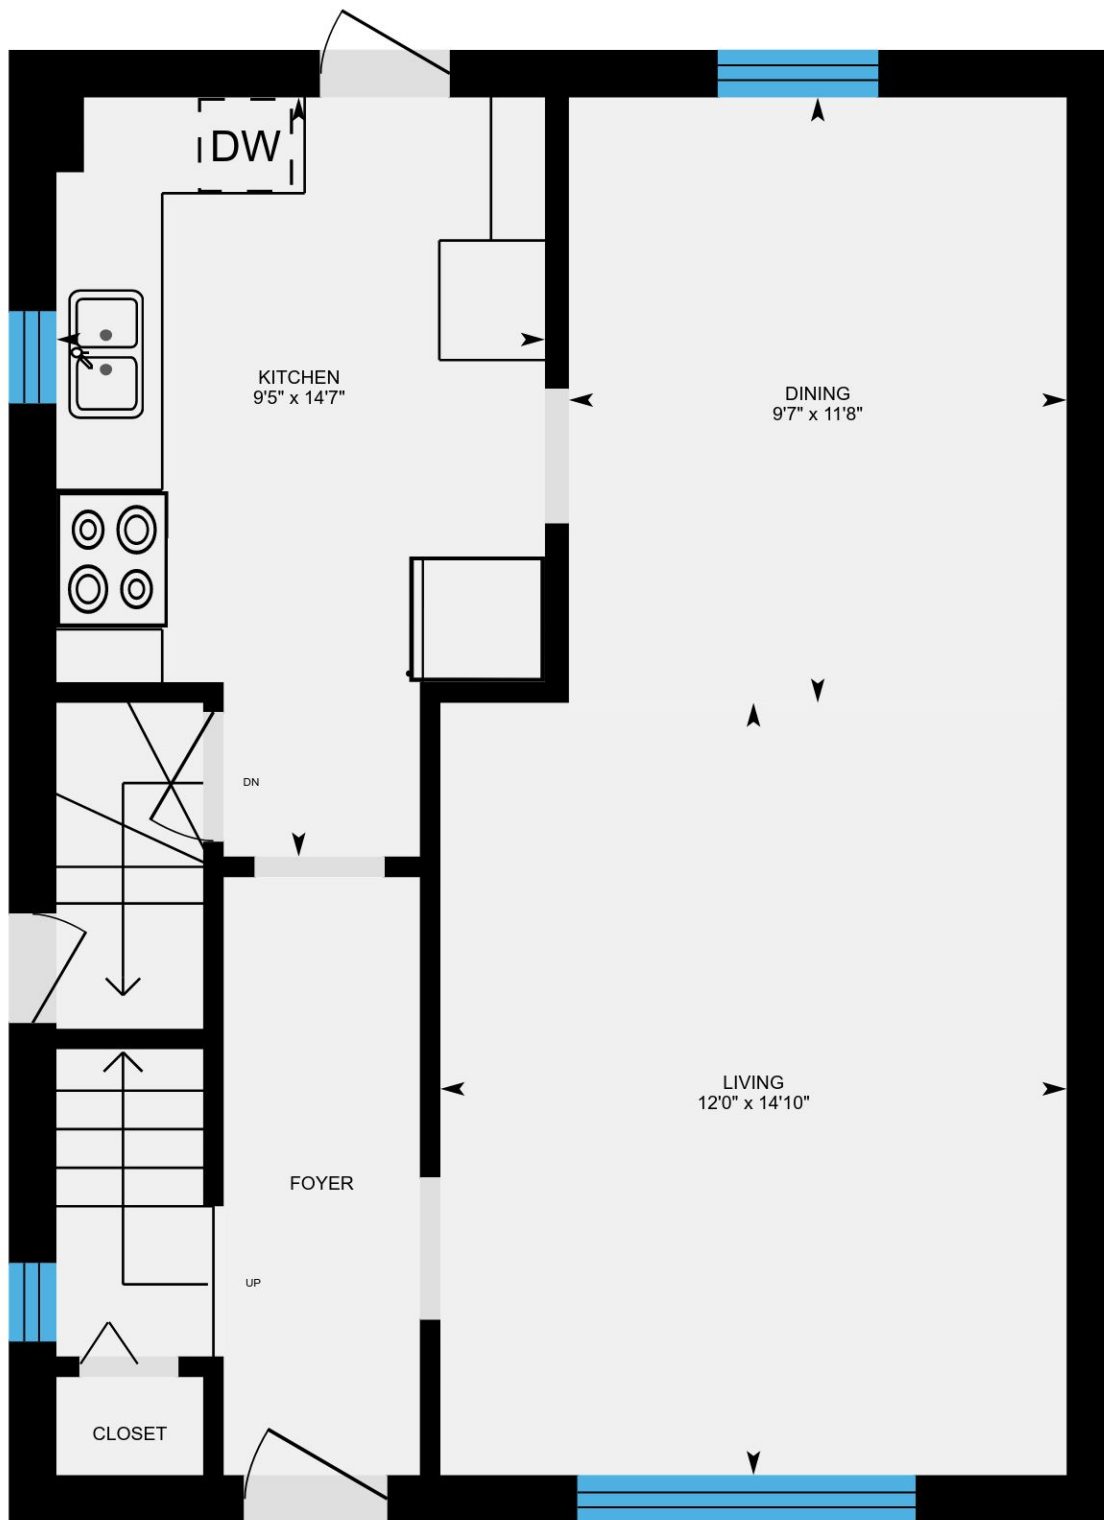 DW
KITCHEN
9'5" x 14'7"
DINING
9'7" x 11'8"
DN
LIVING
12'0" x 14'10"
FOYER
UP
CLOSET